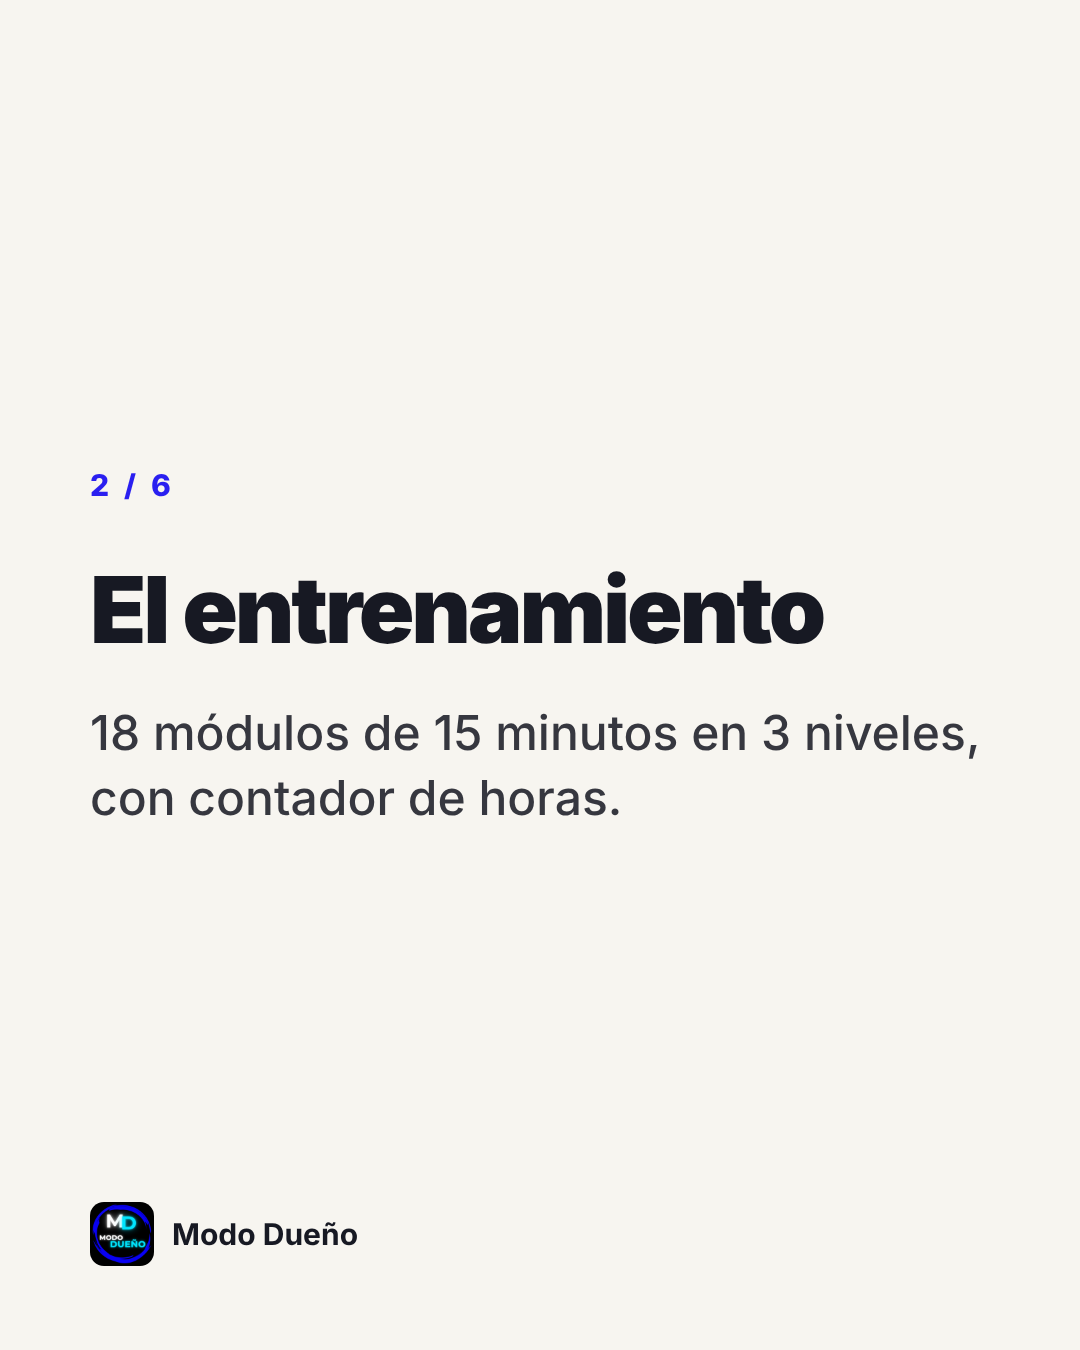 2 / 6
El entrenamiento
18 módulos de 15 minutos en 3 niveles,
con contador de horas.
MD
MODO
DUEÑO
Modo Dueño